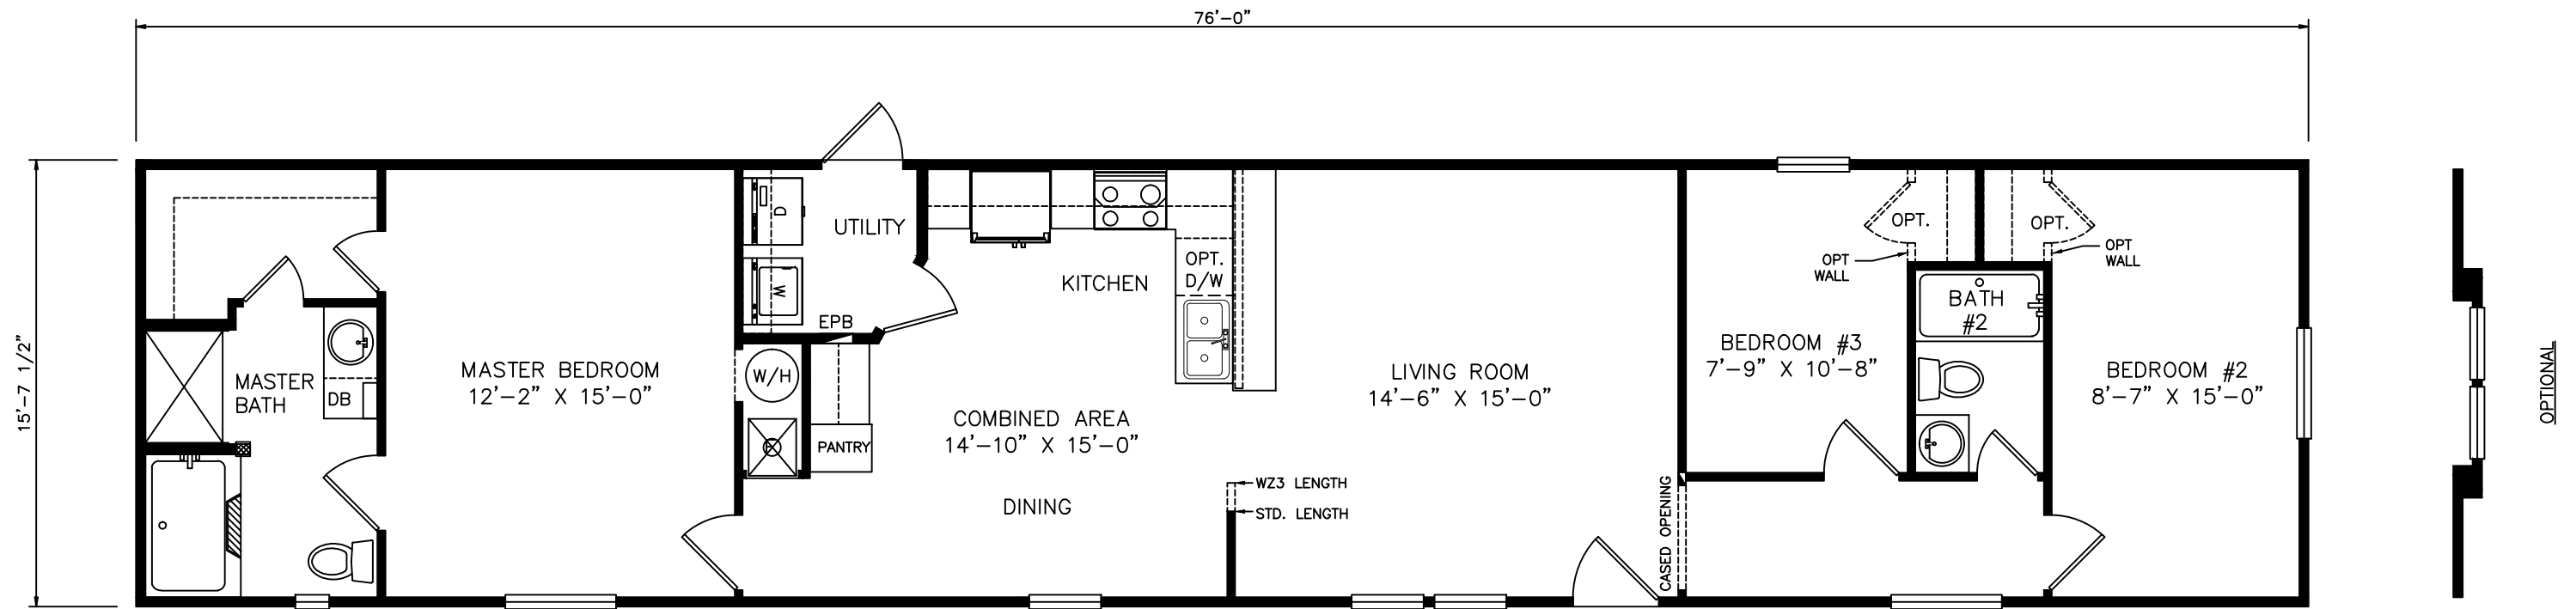 76'-0"
15'-7 1/2"
MASTER
BATH
DB
MASTER BEDROOM
12'-2" X 15'-0"
D
W
UTILITY
EPB
W/H
F
PANTRY
KITCHEN
OPT.
D/W
COMBINED AREA
14'-10" X 15'-0"
DINING
WZ3 LENGTH
STD. LENGTH
LIVING ROOM
14'-6" X 15'-0"
CASED OPENING
BEDROOM #3
7'-9" X 10'-8"
OPT.
OPT
WALL
OPT.
OPT
WALL
BATH
#2
BEDROOM #2
8'-7" X 15'-0"
OPTIONAL